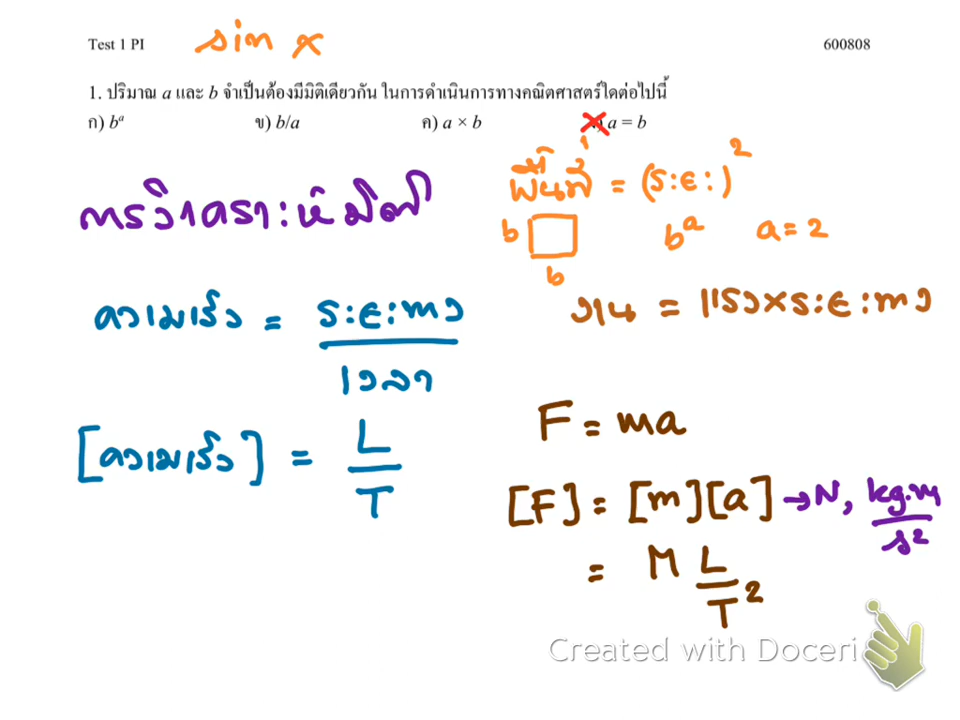 Test 1 PI
sin x
600808
1. ปริมาณ a และ b จำเป็นต้องมีมิติเดียวกัน ในการดำเนินการทางคณิตศาสตร์ใดต่อไปนี้
ก) bᵃ ข) b/a ค) a × b ) a = b
การวิเคราะห์มิติ
พื้นที่ = (ระยะ)²
b
b
bᵃ a = 2
ความเร็ว = ระยะทาง / เวลา
งาน = แรง×ระยะทาง
F = ma
[ความเร็ว] = L / T
[F] = [m][a] → N, kg.m / s²
= M L / T²
Created with Doceri